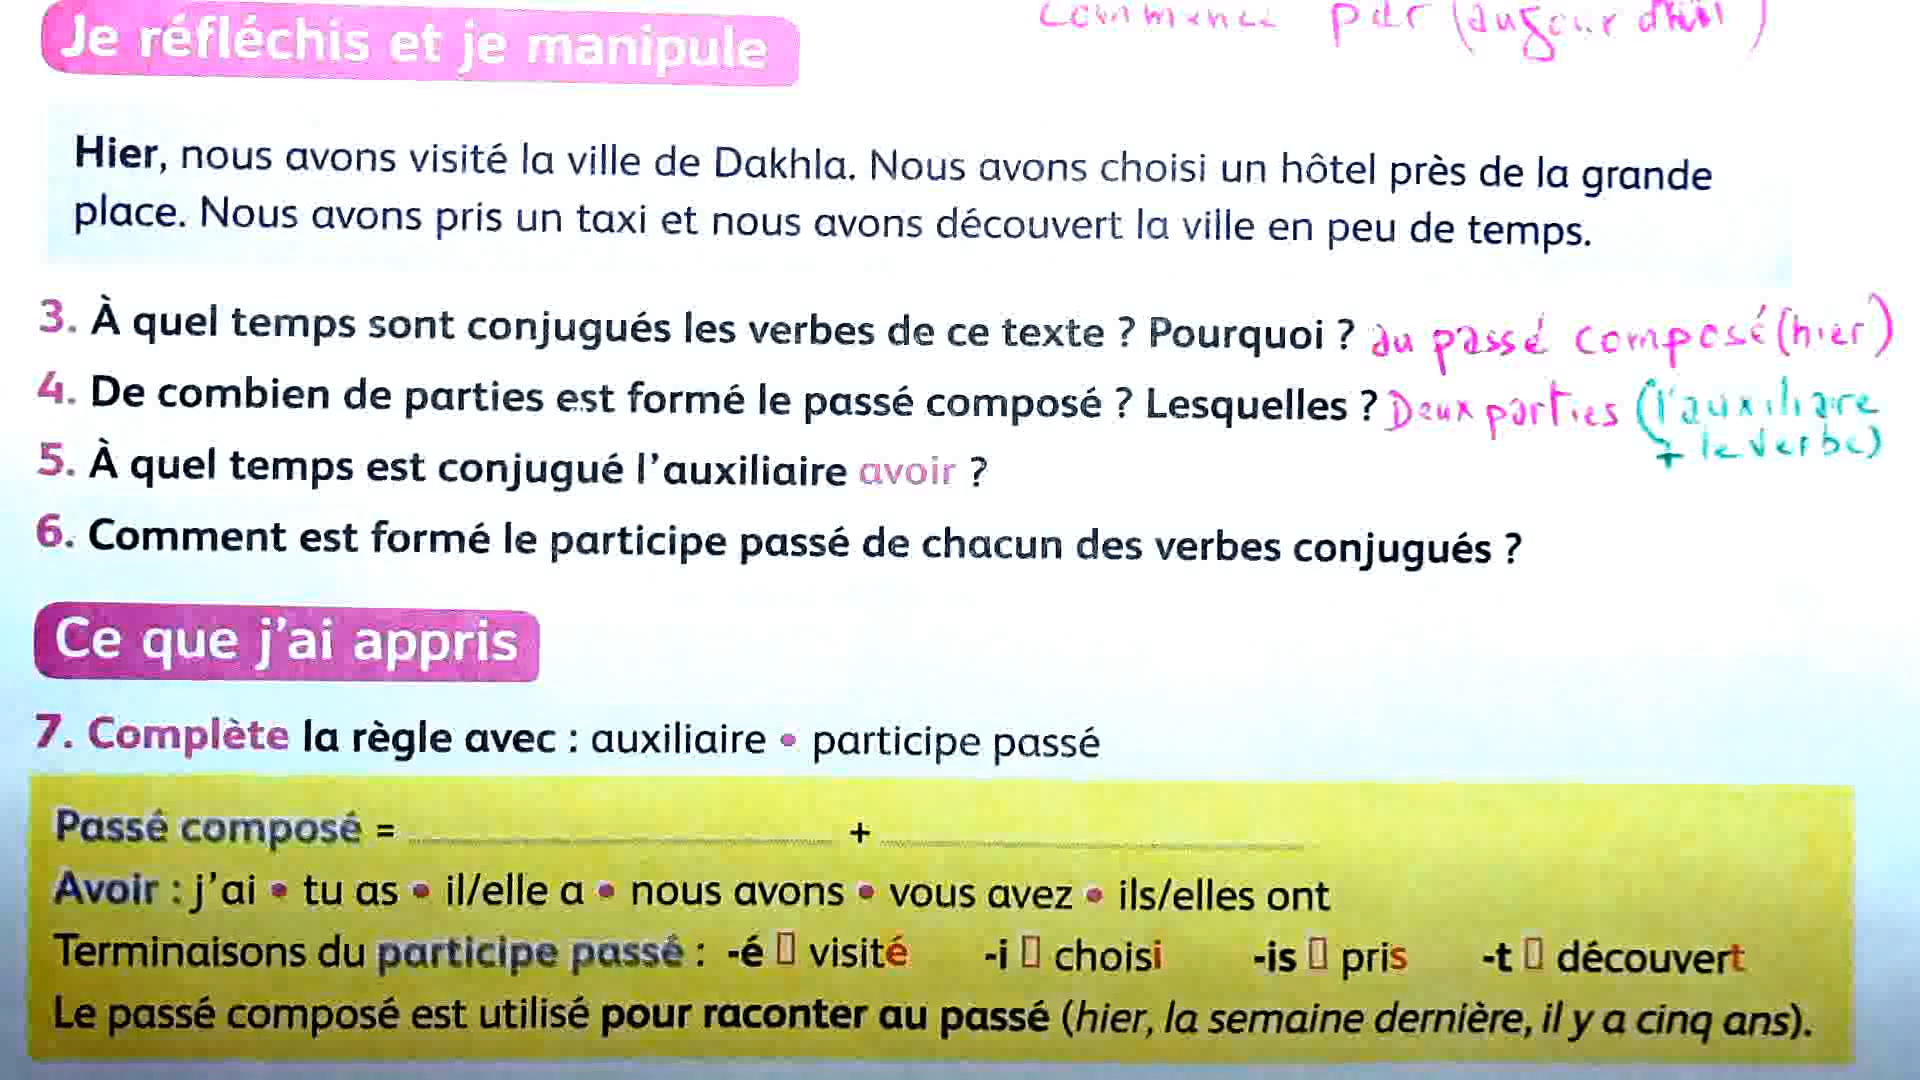 commence par (aujourd'hui)
Je réfléchis et je manipule
Hier, nous avons visité la ville de Dakhla. Nous avons choisi un hôtel près de la grande
place. Nous avons pris un taxi et nous avons découvert la ville en peu de temps.
3. À quel temps sont conjugués les verbes de ce texte ? Pourquoi ? au passé composé (hier)
4. De combien de parties est formé le passé composé ? Lesquelles ? Deux parties (l'auxiliaire
+ le verbe)
5. À quel temps est conjugué l'auxiliaire avoir ?
6. Comment est formé le participe passé de chacun des verbes conjugués ?
Ce que j'ai appris
7. Complète la règle avec : auxiliaire • participe passé
Passé composé = ........................ + ........................
Avoir : j'ai • tu as • il/elle a • nous avons • vous avez • ils/elles ont
Terminaisons du participe passé : -é ▯ visité -i ▯ choisi -is ▯ pris -t ▯ découvert
Le passé composé est utilisé pour raconter au passé (hier, la semaine dernière, il y a cinq ans).